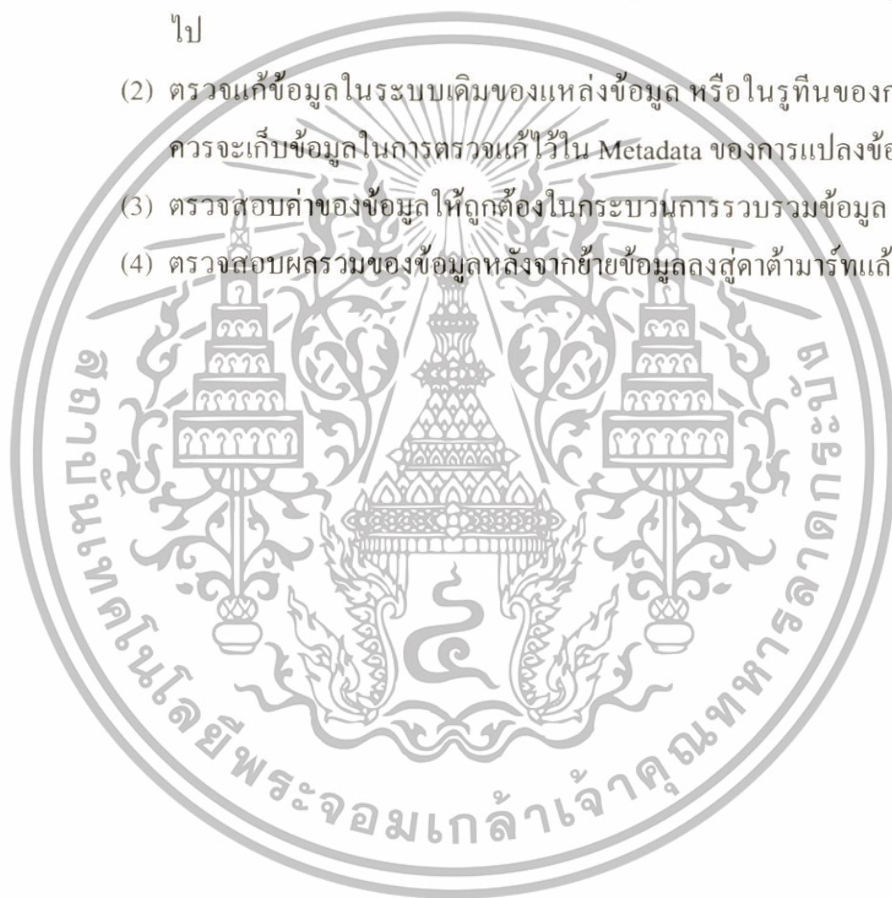 ไป
(2) ตรวจแก้ข้อมูลในระบบเดิมของแหล่งข้อมูล หรือในรูทีนของ
ควรจะเก็บข้อมูลในการตรวจแก้ไว้ใน Metadata ของการแปลงข้อ
(3) ตรวจสอบค่าของข้อมูลให้ถูกต้องในกระบวนการรวบรวมข้อมูล
(4) ตรวจสอบผลรวมของข้อมูลหลังจากย้ายข้อมูลลงสู่ดาต้ามาร์ทแล้
สถาบันเทคโนโลยีพระจอมเกล้าเจ้าคุณทหารลาดกระบัง